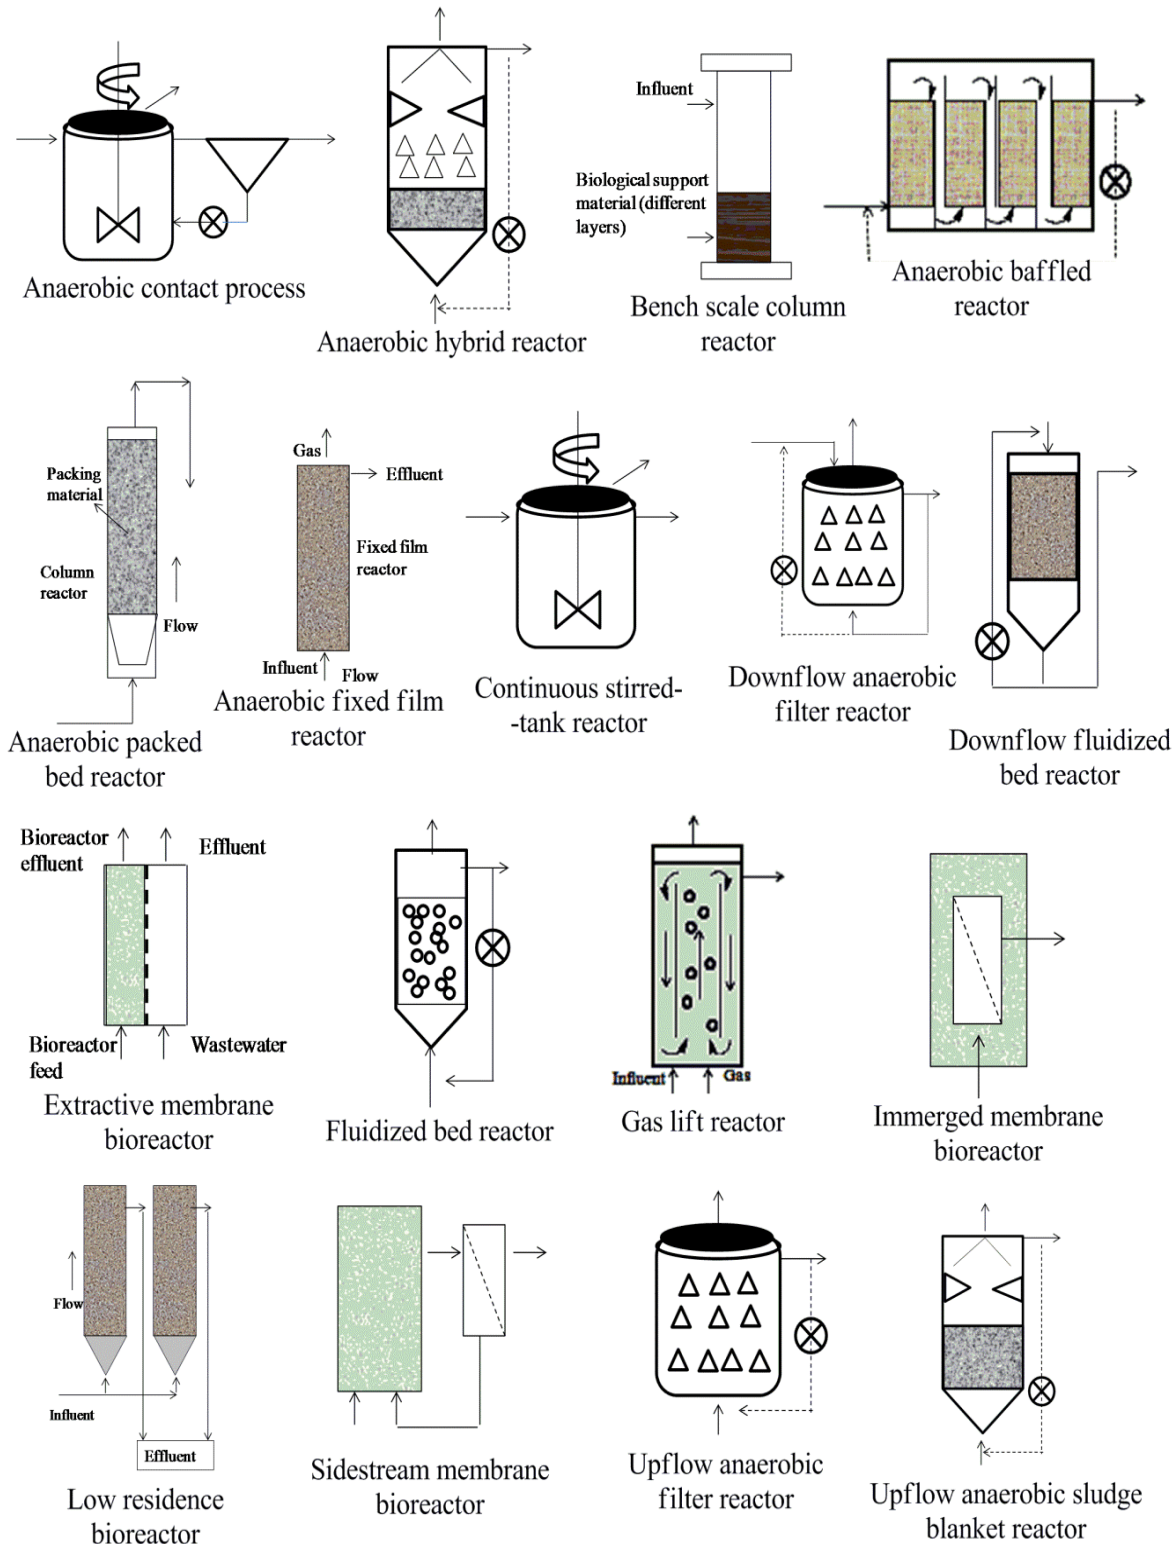 Anaerobic contact process
Anaerobic hybrid reactor
Influent
Biological support
material (different
layers)
Bench scale column
reactor
Anaerobic baffled
reactor
Packing
material
Column
reactor
Flow
Anaerobic packed
bed reactor
Gas
Effluent
Fixed film
reactor
Influent
Flow
Anaerobic fixed film
reactor
Continuous stirred-
-tank reactor
Downflow anaerobic
filter reactor
Downflow fluidized
bed reactor
Bioreactor
effluent
Effluent
Bioreactor
feed
Wastewater
Extractive membrane
bioreactor
Fluidized bed reactor
Influent
Gas
Gas lift reactor
Immerged membrane
bioreactor
Flow
Influent
Effluent
Low residence
bioreactor
Sidestream membrane
bioreactor
Upflow anaerobic
filter reactor
Upflow anaerobic sludge
blanket reactor